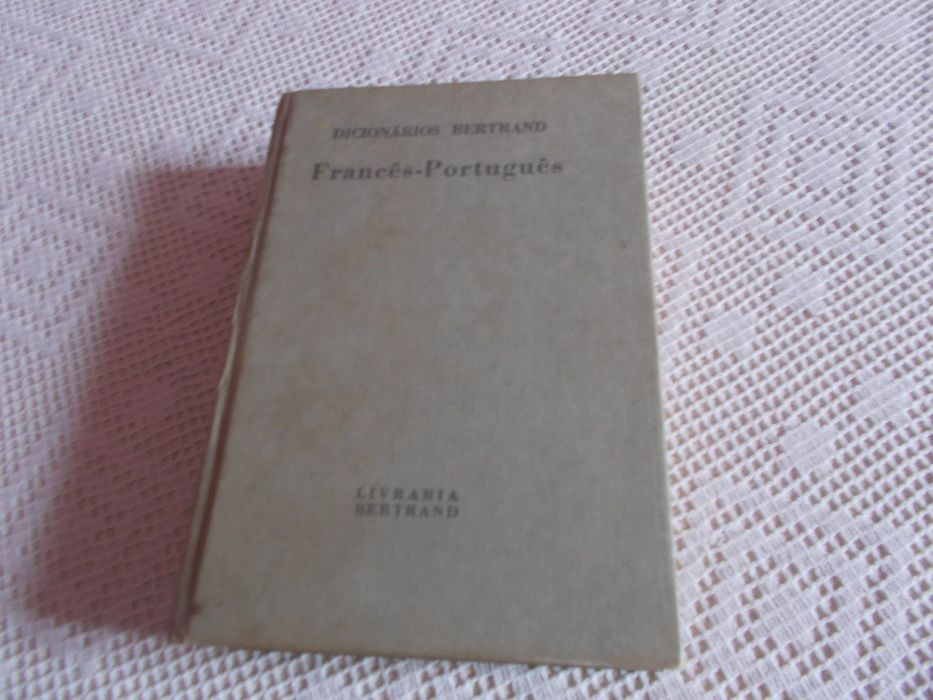 DICIONÁRIOS BERTRAND
Francês-Português
LIVRARIA
BERTRAND